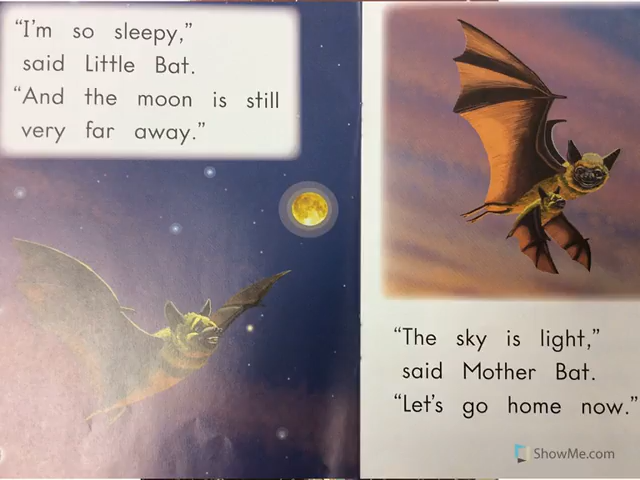 “I’m so sleepy,”
said Little Bat.
“And the moon is still
very far away.”
“The sky is light,”
said Mother Bat.
“Let’s go home now.”
ShowMe.com